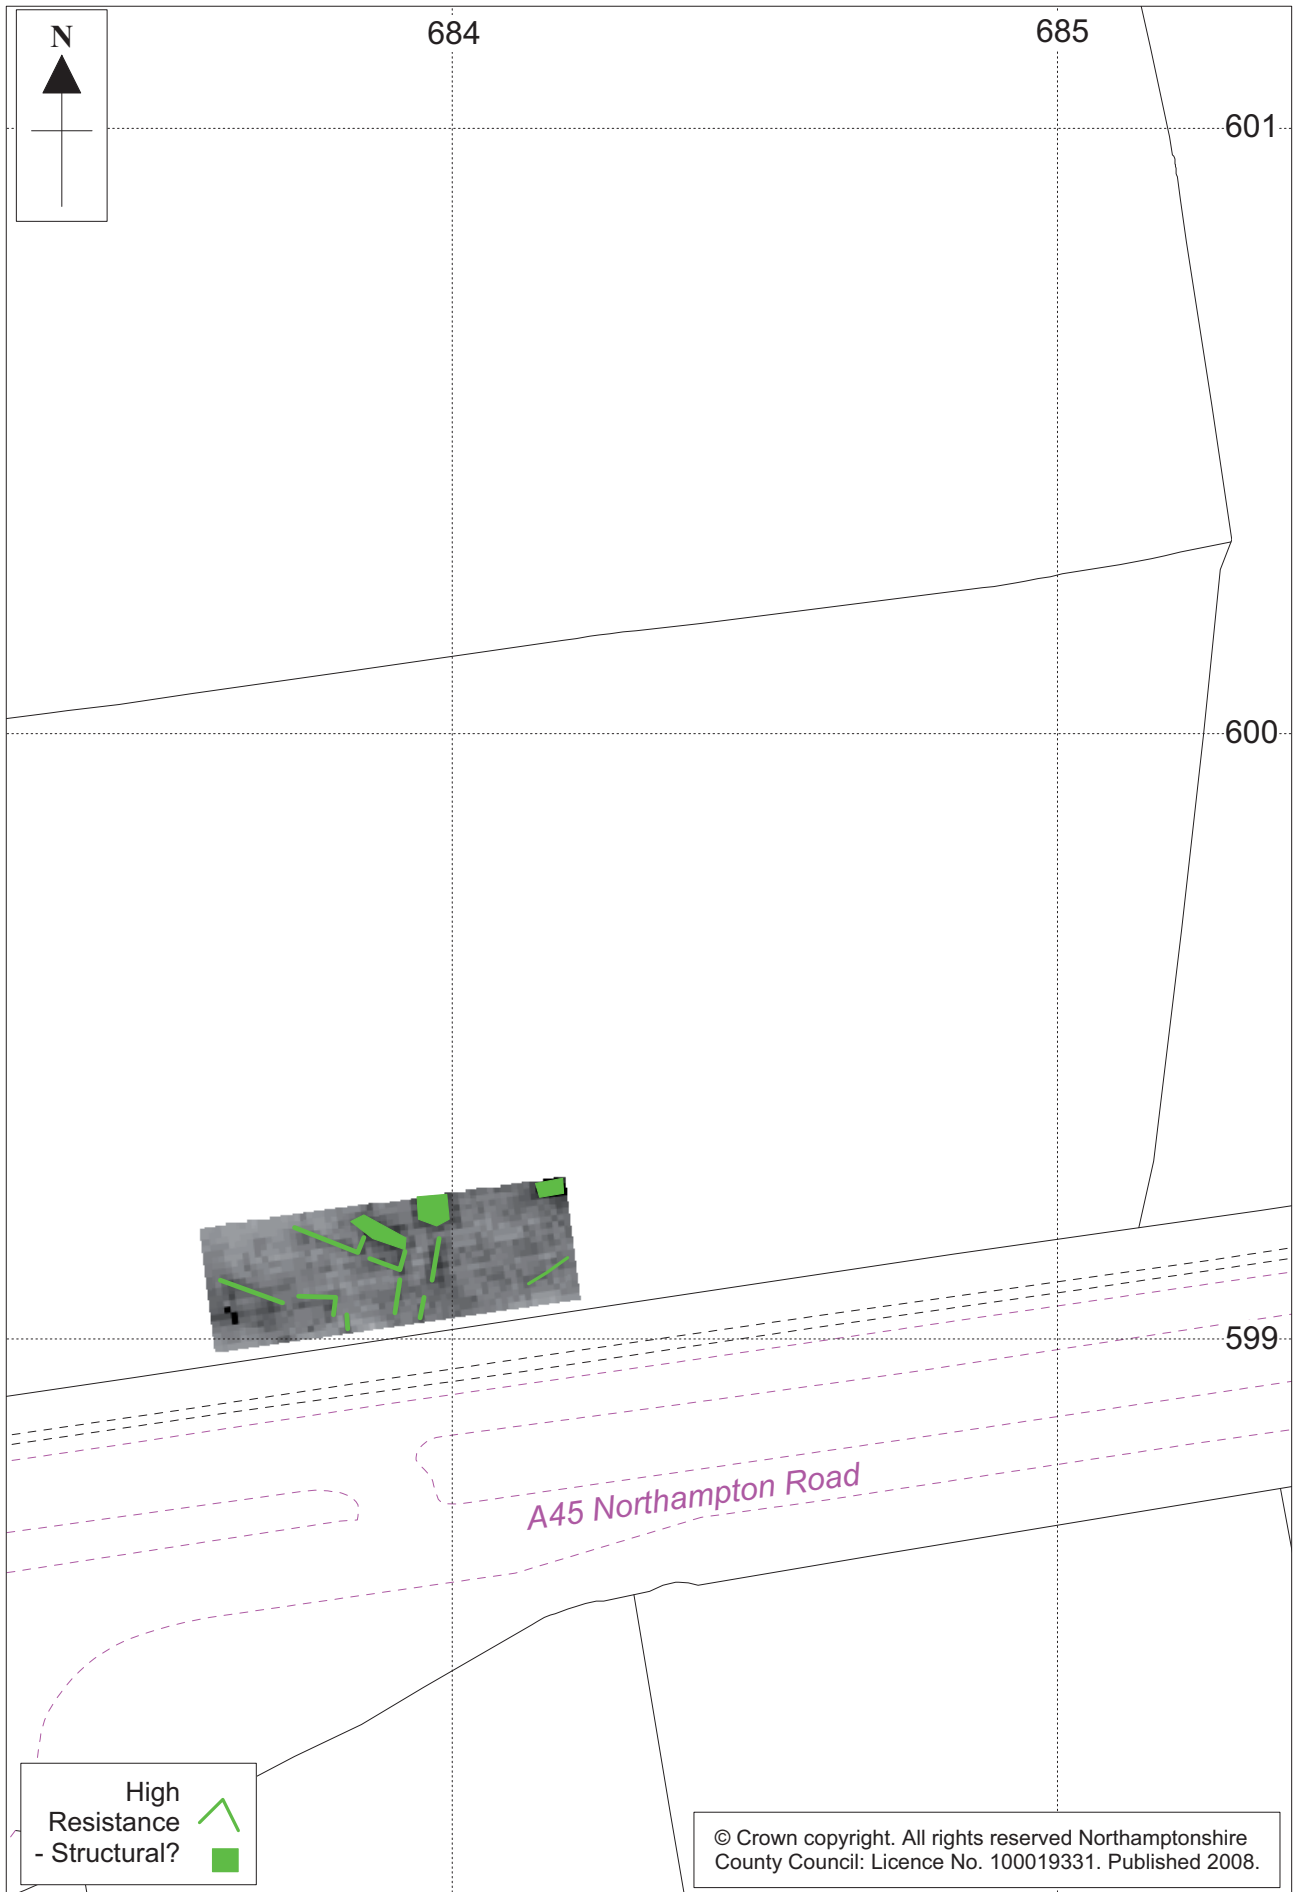 N
684
685
601
600
599
A45 Northampton Road
High
Resistance
- Structural?
© Crown copyright. All rights reserved Northamptonshire
County Council: Licence No. 100019331. Published 2008.